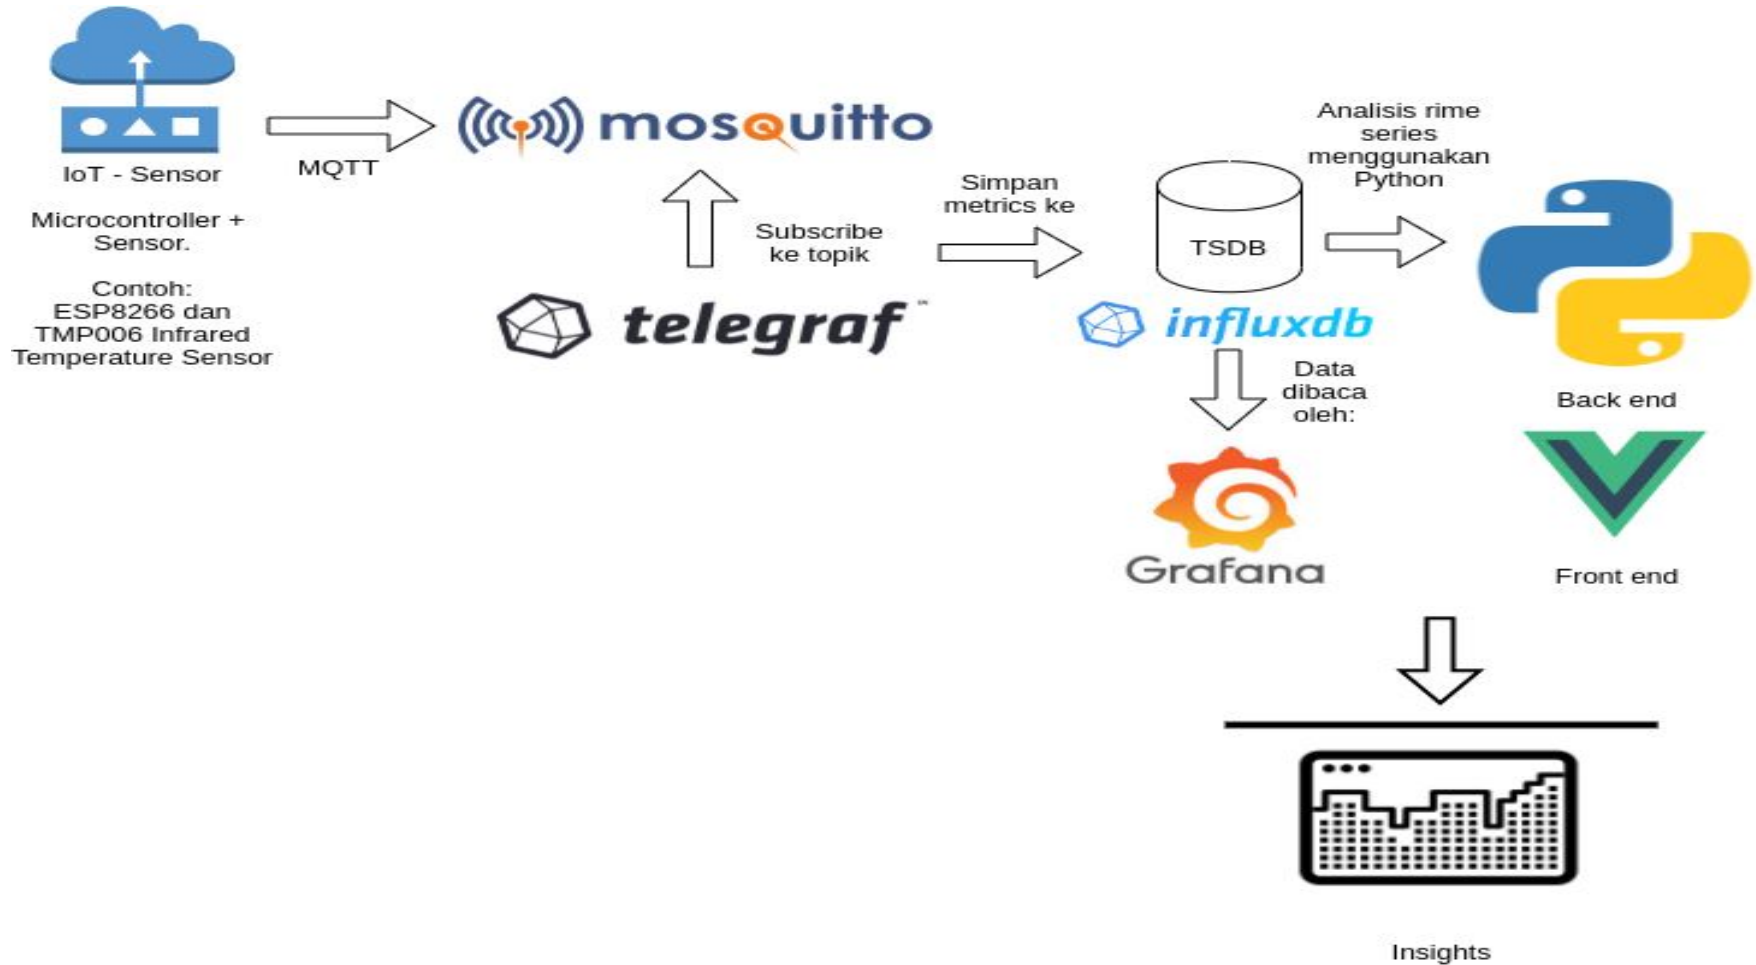 IoT - Sensor
Microcontroller +
Sensor.
Contoh:
ESP8266 dan
TMP006 Infrared
Temperature Sensor
MQTT
mosquitto
Subscribe
ke topik
telegraf™
Simpan
metrics ke
TSDB
influxdb
Analisis rime
series
menggunakan
Python
Back end
Data
dibaca
oleh:
Grafana
Front end
Insights